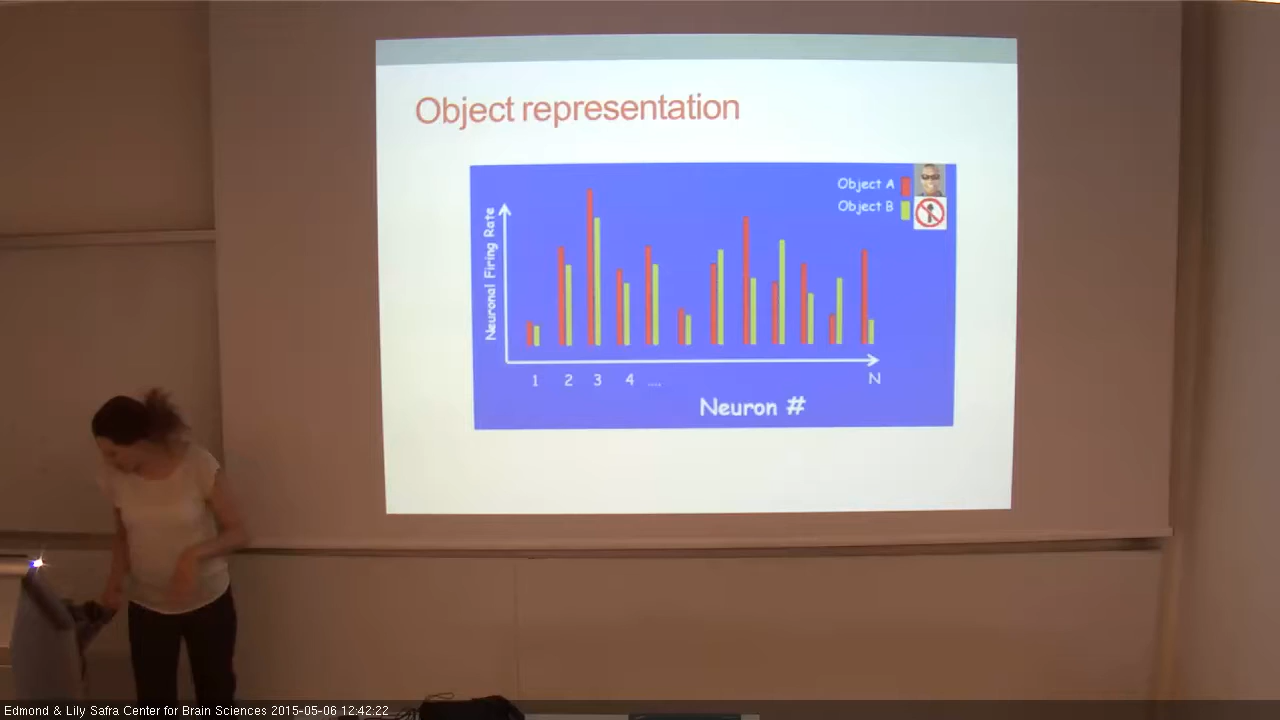 Object representation
Object A
Object B
Neuronal Firing Rate
1 2 3 4 .... N
Neuron #
Edmond & Lily Safra Center for Brain Sciences 2015-05-06 12:42:22